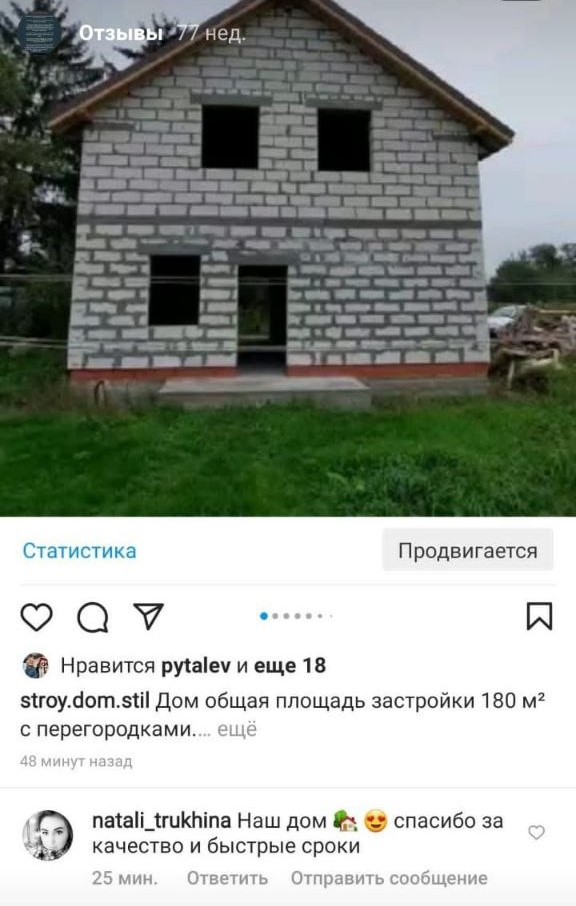 Отзывы 77 нед.
Статистика
Продвигается
Нравится pytalev и еще 18
stroy.dom.stil Дом общая площадь застройки 180 м²
с перегородками.... ещё
48 минут назад
natali_trukhina Наш дом 🏡 😍 спасибо за
качество и быстрые сроки
25 мин. Ответить Отправить сообщение